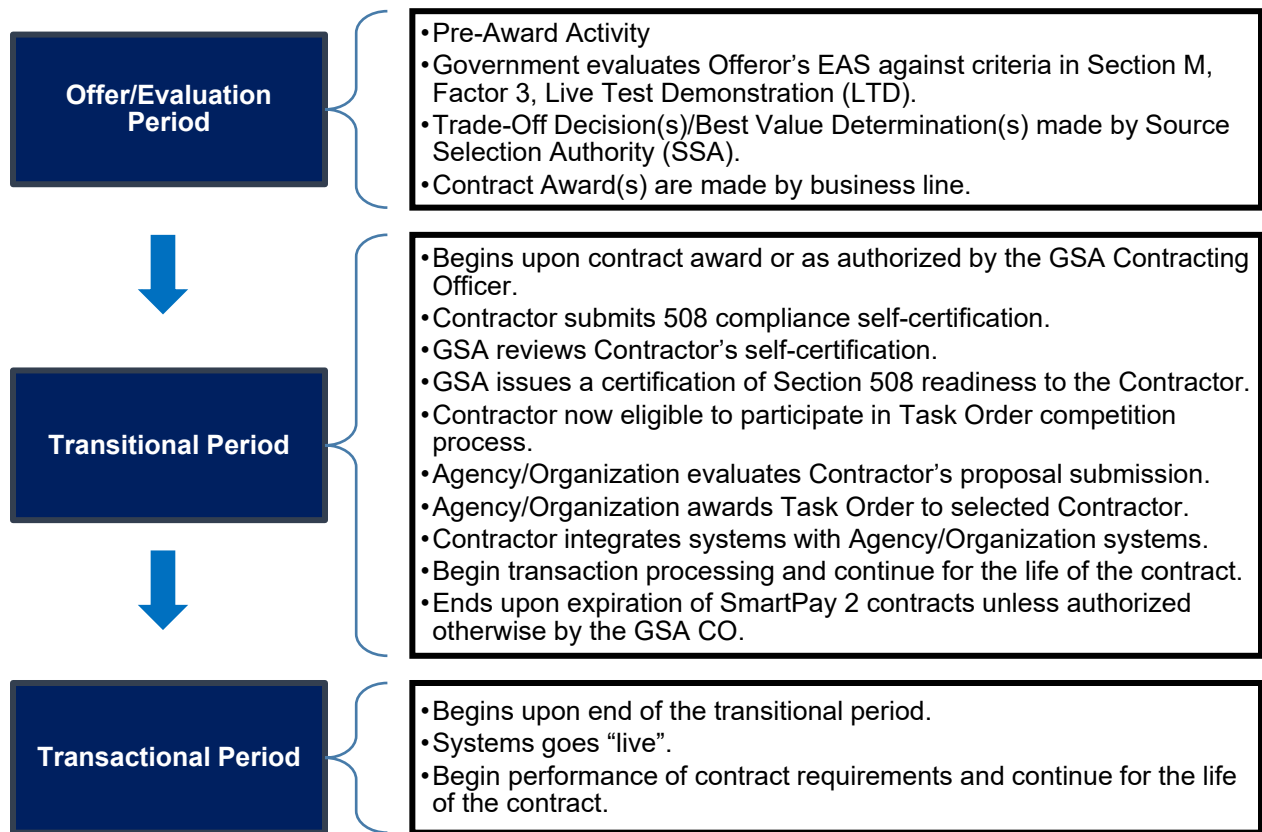 Offer/Evaluation
Period
•Pre-Award Activity
•Government evaluates Offeror’s EAS against criteria in Section M,
Factor 3, Live Test Demonstration (LTD).
•Trade-Off Decision(s)/Best Value Determination(s) made by Source
Selection Authority (SSA).
•Contract Award(s) are made by business line.
Transitional Period
•Begins upon contract award or as authorized by the GSA Contracting
Officer.
•Contractor submits 508 compliance self-certification.
•GSA reviews Contractor’s self-certification.
•GSA issues a certification of Section 508 readiness to the Contractor.
•Contractor now eligible to participate in Task Order competition
process.
•Agency/Organization evaluates Contractor’s proposal submission.
•Agency/Organization awards Task Order to selected Contractor.
•Contractor integrates systems with Agency/Organization systems.
•Begin transaction processing and continue for the life of the contract.
•Ends upon expiration of SmartPay 2 contracts unless authorized
otherwise by the GSA CO.
Transactional Period
•Begins upon end of the transitional period.
•Systems goes “live”.
•Begin performance of contract requirements and continue for the life
of the contract.